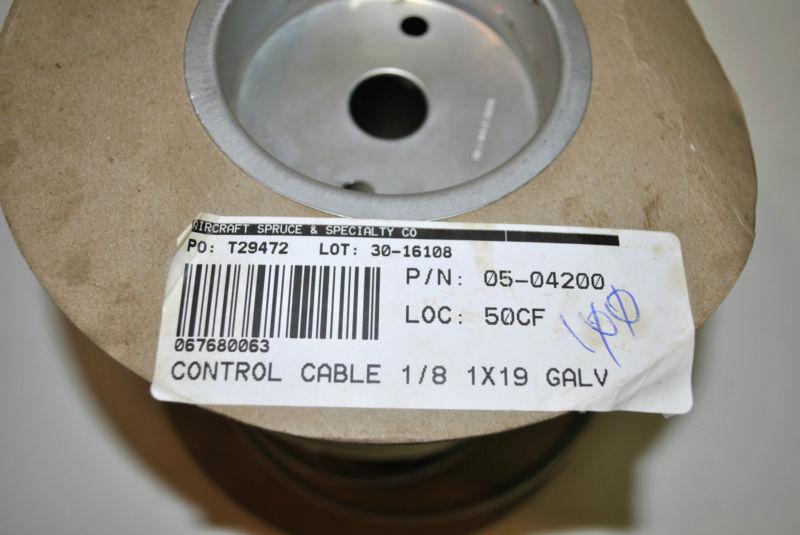 AIRCRAFT SPRUCE & SPECIALTY CO
PO: T29472 LOT: 30-16108
P/N: 05-04200
LOC: 50CF
100
067680063
CONTROL CABLE 1/8 1X19 GALV